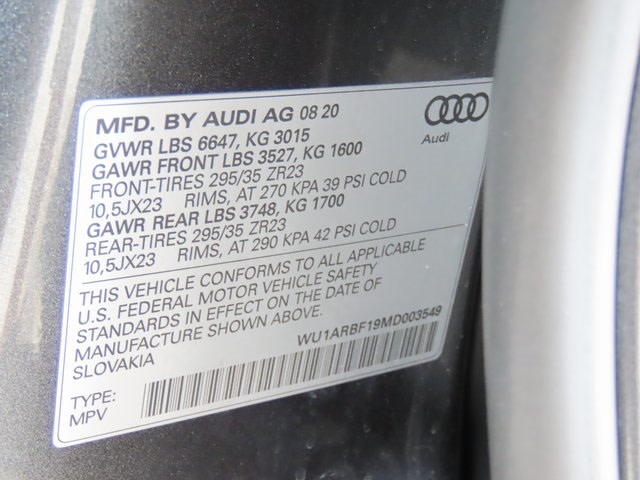 MFD. BY AUDI AG 08 20
GVWR LBS 6647, KG 3015
GAWR FRONT LBS 3527, KG 1600
FRONT-TIRES 295/35 ZR23
10,5JX23 RIMS, AT 270 KPA 39 PSI COLD
GAWR REAR LBS 3748, KG 1700
REAR-TIRES 295/35 ZR23
10,5JX23 RIMS, AT 290 KPA 42 PSI COLD
Audi
THIS VEHICLE CONFORMS TO ALL APPLICABLE
U.S. FEDERAL MOTOR VEHICLE SAFETY
STANDARDS IN EFFECT ON THE DATE OF
MANUFACTURE SHOWN ABOVE.
SLOVAKIA
WU1ARBF19MD003549
TYPE:
MPV